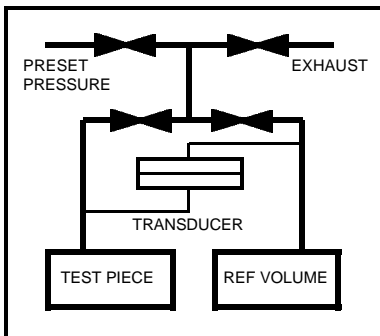 PRESET
PRESSURE
EXHAUST
TRANSDUCER
TEST PIECE
REF VOLUME